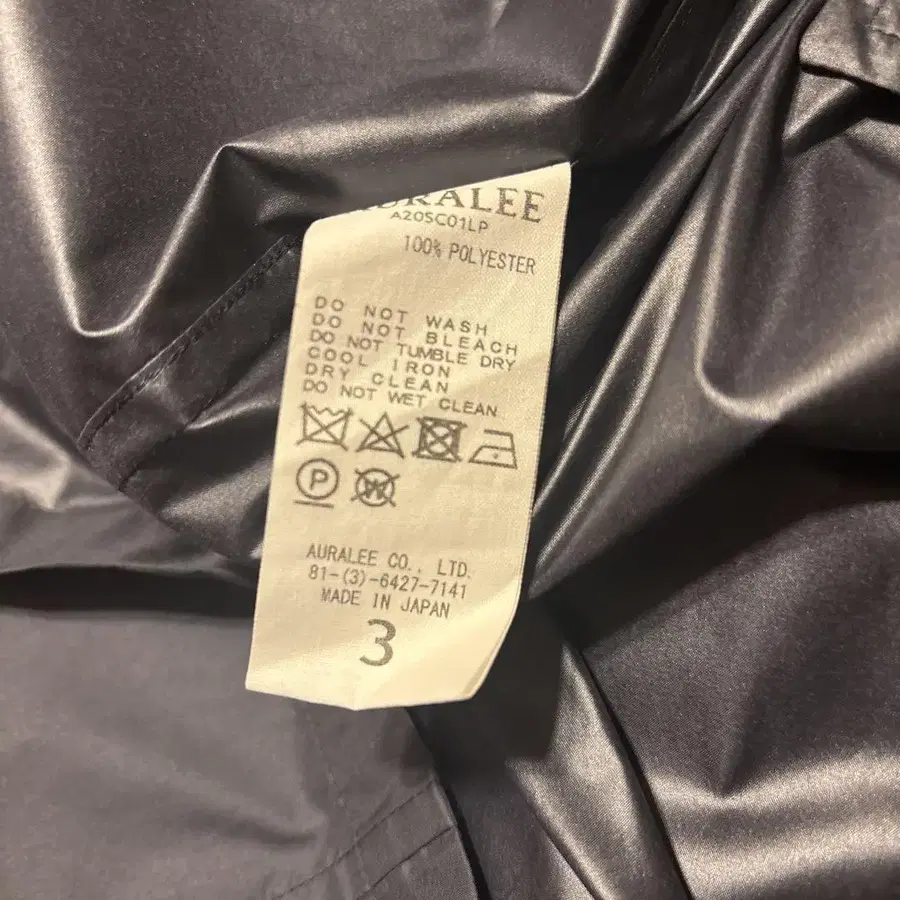 AURALEE
A20SC01LP
100% POLYESTER
DO NOT WASH
DO NOT BLEACH
DO NOT TUMBLE DRY
COOL IRON
DRY CLEAN
DO NOT WET CLEAN
P W
AURALEE CO., LTD.
81-(3)-6427-7141
MADE IN JAPAN
3